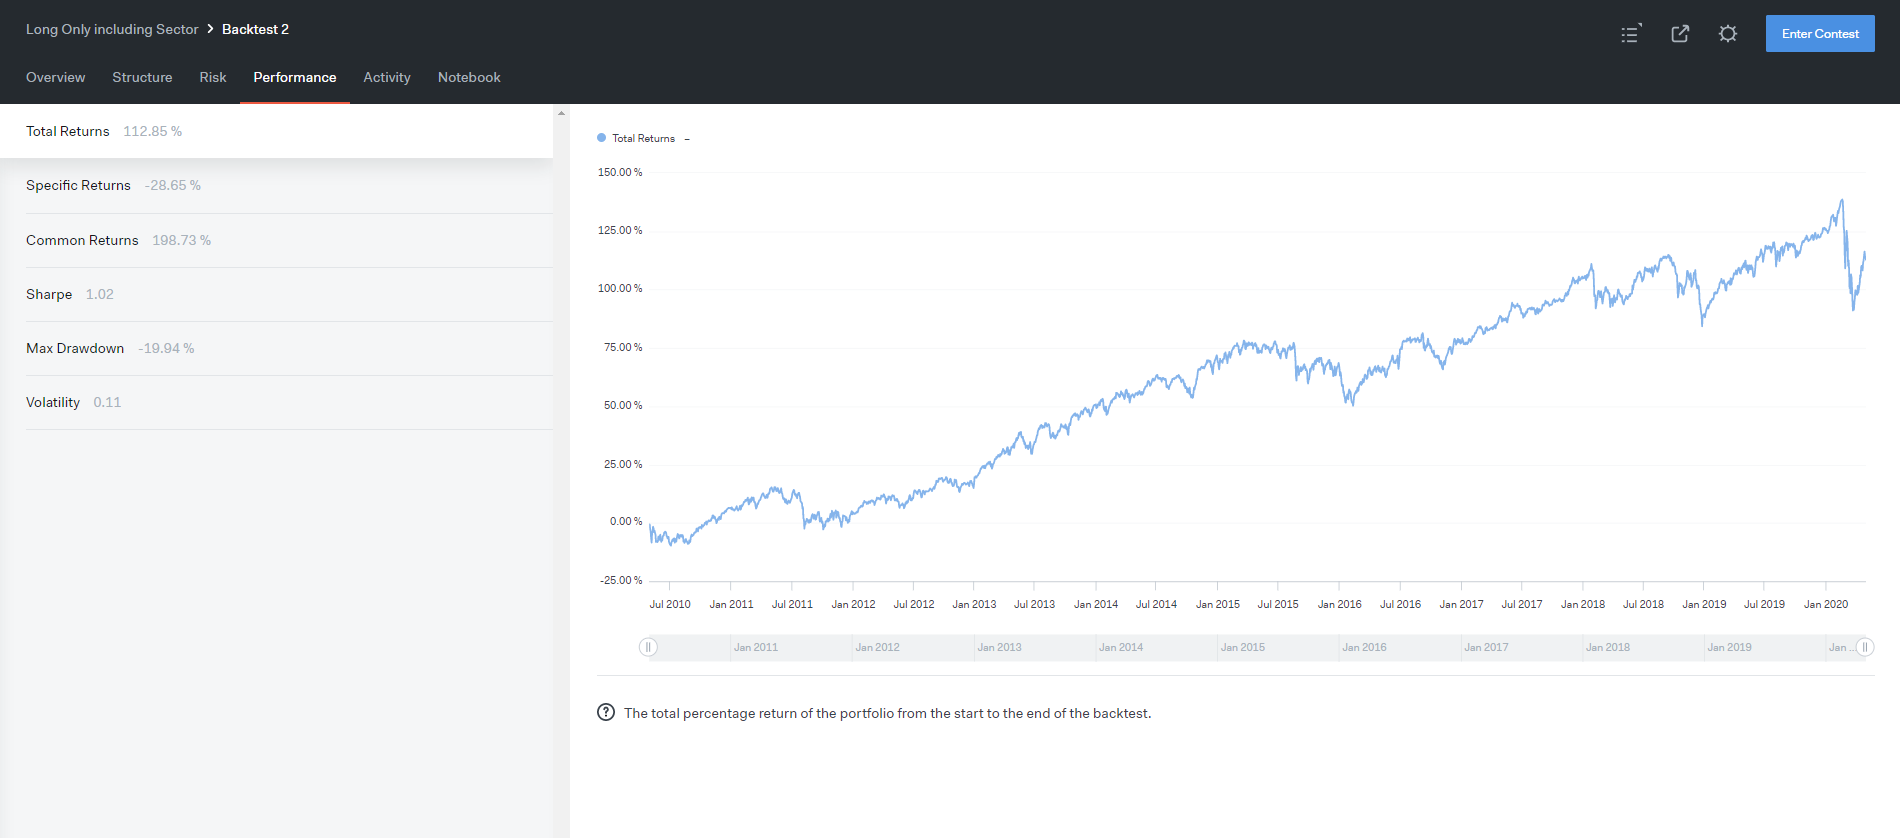 Long Only including Sector > Backtest 2
Enter Contest
Overview Structure Risk Performance Activity Notebook
Total Returns 112.85 %
Specific Returns -28.65 %
Common Returns 198.73 %
Sharpe 1.02
Max Drawdown -19.94 %
Volatility 0.11
Total Returns –
150.00 %
125.00 %
100.00 %
75.00 %
50.00 %
25.00 %
0.00 %
-25.00 %
Jul 2010 Jan 2011 Jul 2011 Jan 2012 Jul 2012 Jan 2013 Jul 2013 Jan 2014 Jul 2014 Jan 2015 Jul 2015 Jan 2016 Jul 2016 Jan 2017 Jul 2017 Jan 2018 Jul 2018 Jan 2019 Jul 2019 Jan 2020
Jan 2011 Jan 2012 Jan 2013 Jan 2014 Jan 2015 Jan 2016 Jan 2017 Jan 2018 Jan 2019 Jan ...
? The total percentage return of the portfolio from the start to the end of the backtest.